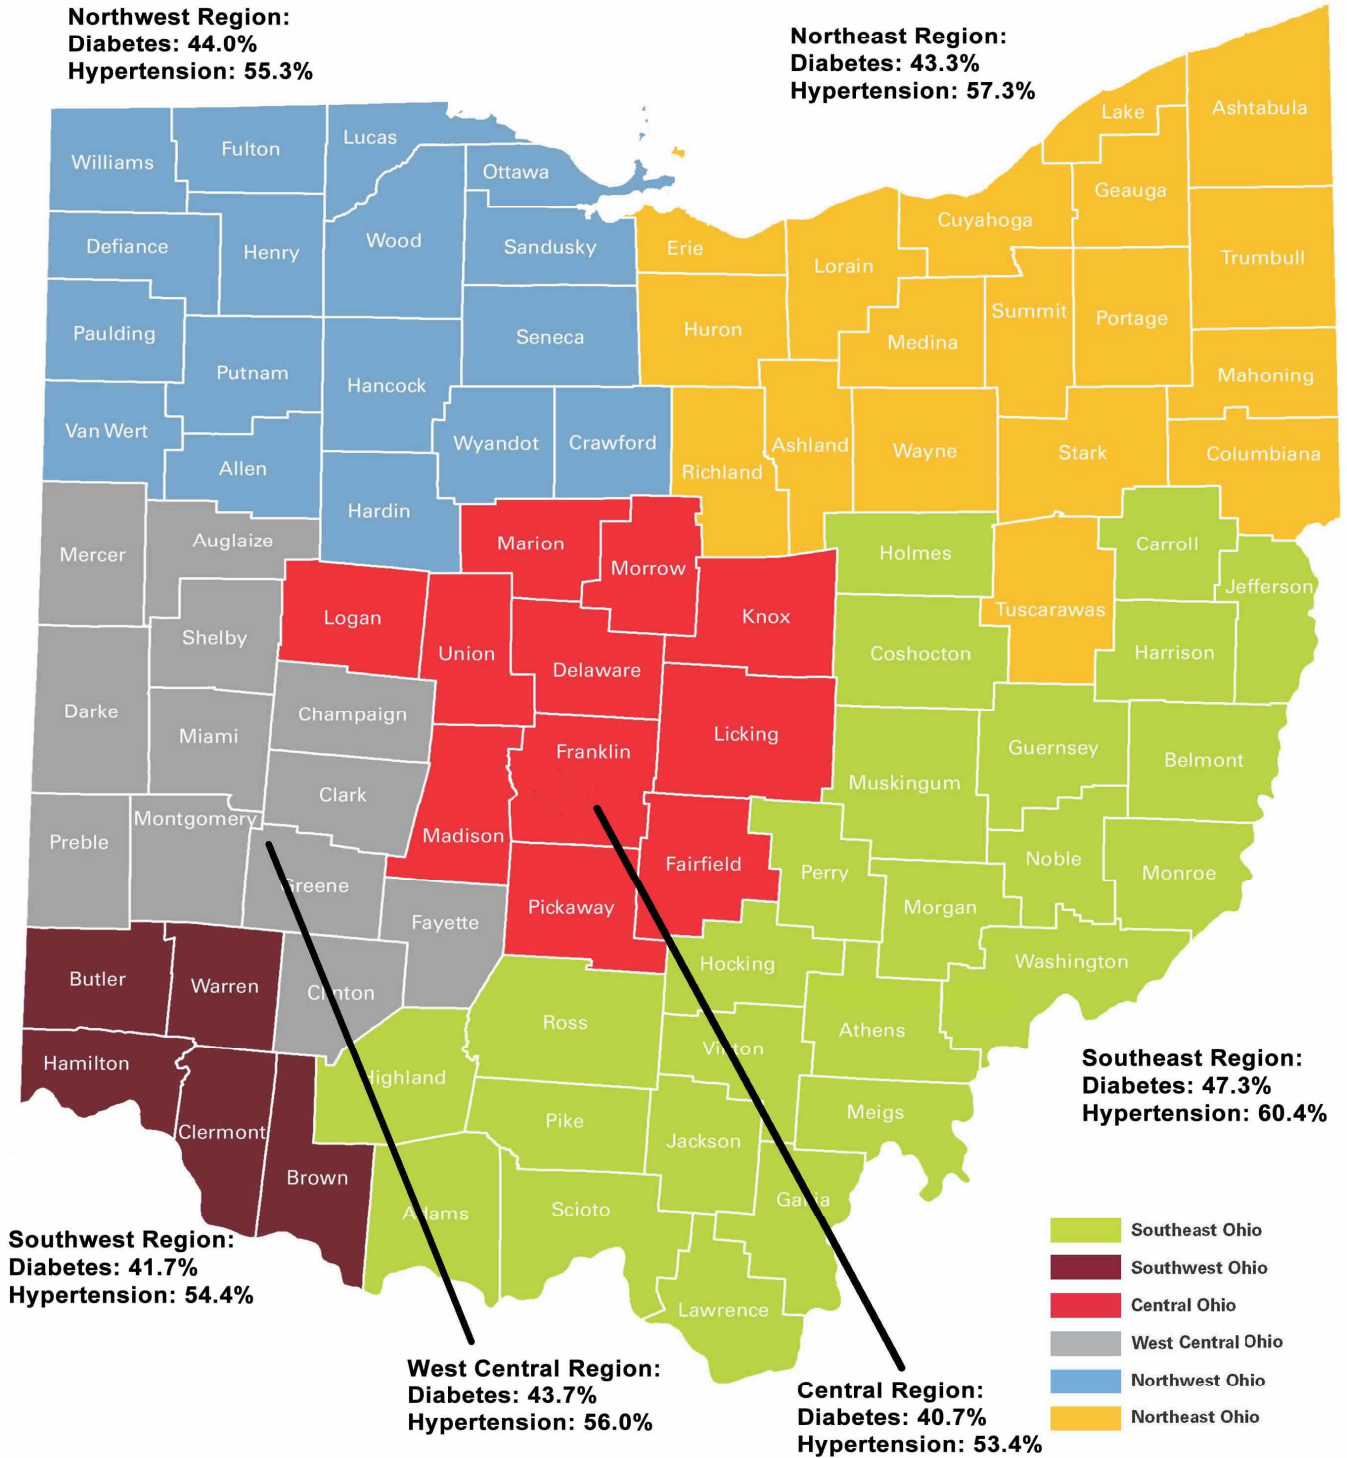 Northwest Region:
Diabetes: 44.0%
Hypertension: 55.3%
Northeast Region:
Diabetes: 43.3%
Hypertension: 57.3%
Lake
Ashtabula
Williams
Fulton
Lucas
Ottawa
Geauga
Cuyahoga
Defiance
Henry
Wood
Sandusky
Erie
Lorain
Trumbull
Paulding
Putnam
Hancock
Seneca
Huron
Medina
Summit
Portage
Mahoning
Van Wert
Allen
Wyandot
Crawford
Richland
Ashland
Wayne
Stark
Columbiana
Hardin
Mercer
Auglaize
Marion
Morrow
Holmes
Carroll
Jefferson
Logan
Knox
Tuscarawas
Shelby
Union
Delaware
Coshocton
Harrison
Darke
Miami
Champaign
Franklin
Licking
Guernsey
Belmont
Clark
Muskingum
Preble
Montgomery
Madison
Fairfield
Perry
Noble
Monroe
Greene
Fayette
Pickaway
Morgan
Hocking
Washington
Butler
Warren
Clinton
Ross
Athens
Hamilton
Highland
Vinton
Southeast Region:
Diabetes: 47.3%
Hypertension: 60.4%
Clermont
Pike
Jackson
Meigs
Brown
Adams
Scioto
Gallia
Lawrence
Southwest Region:
Diabetes: 41.7%
Hypertension: 54.4%
Southeast Ohio
Southwest Ohio
Central Ohio
West Central Ohio
Northwest Ohio
Northeast Ohio
West Central Region:
Diabetes: 43.7%
Hypertension: 56.0%
Central Region:
Diabetes: 40.7%
Hypertension: 53.4%